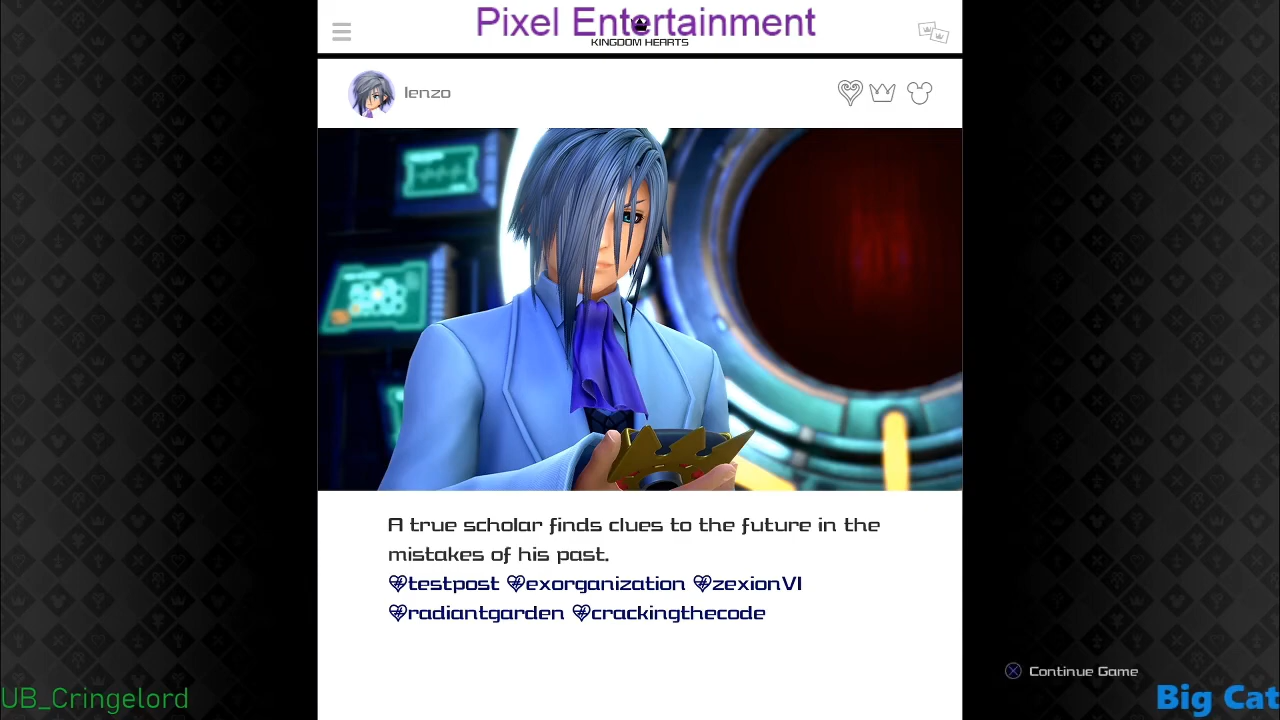 Pixel Entertainment
KINGDOM HEARTS
Ienzo
A true scholar finds clues to the future in the
mistakes of his past.
testpost exorganization zexionVI
radiantgarden crackingthecode
Continue Game
UB_Cringelord
Big Cat